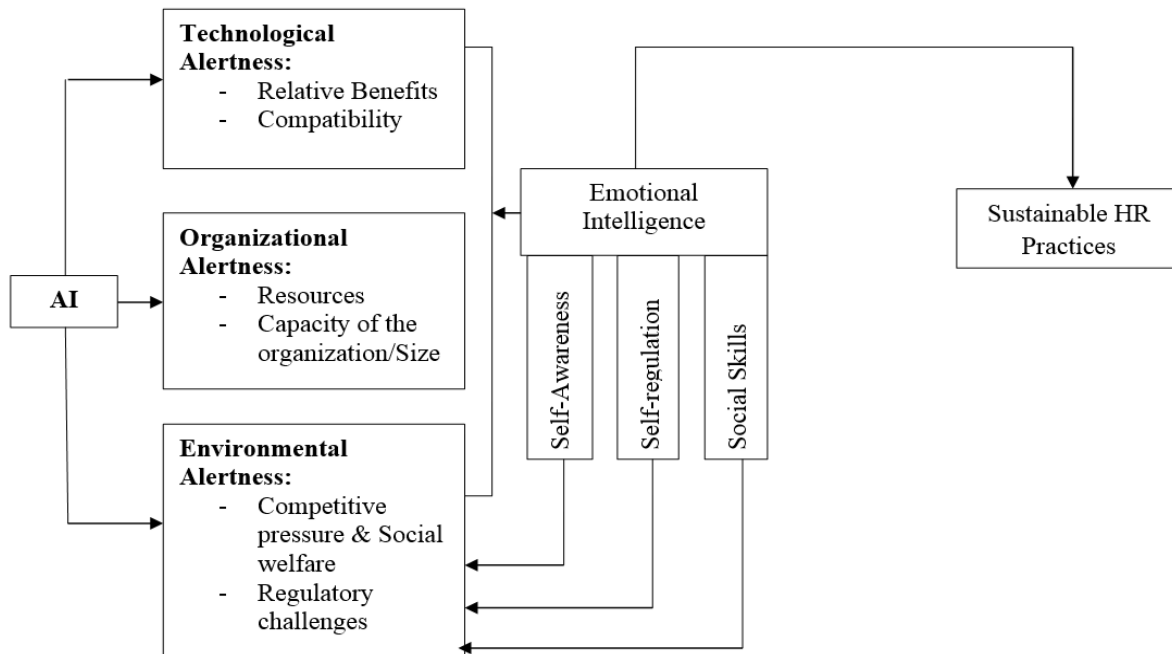 Technological
Alertness:
- Relative Benefits
- Compatibility
Organizational
Alertness:
- Resources
- Capacity of the
organization/Size
Environmental
Alertness:
- Competitive
pressure & Social
welfare
- Regulatory
challenges
AI
Emotional
Intelligence
Self-Awareness
Self-regulation
Social Skills
Sustainable HR
Practices